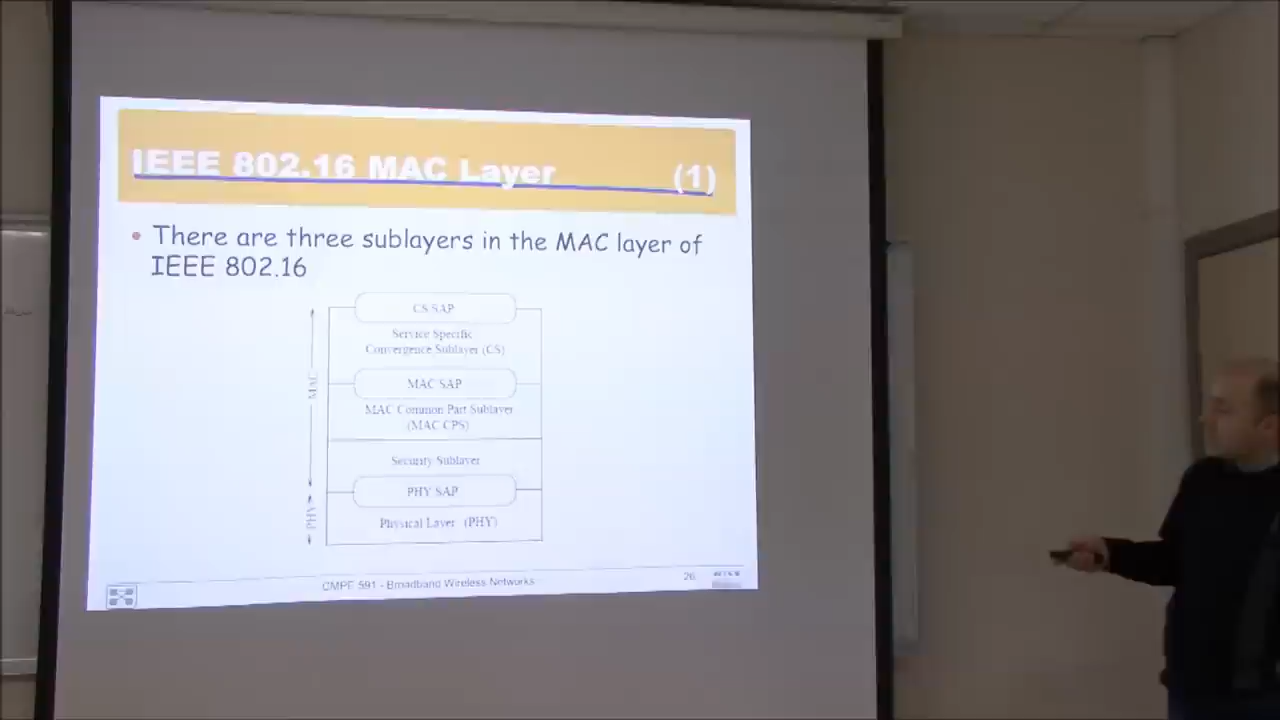 IEEE 802.16 MAC Layer (1)
• There are three sublayers in the MAC layer of
IEEE 802.16
CS SAP
Service Specific
Convergence Sublayer (CS)
MAC SAP
MAC Common Part Sublayer
(MAC CPS)
Security Sublayer
PHY SAP
Physical Layer (PHY)
MAC
PHY
CMPE 591 - Broadband Wireless Networks
26